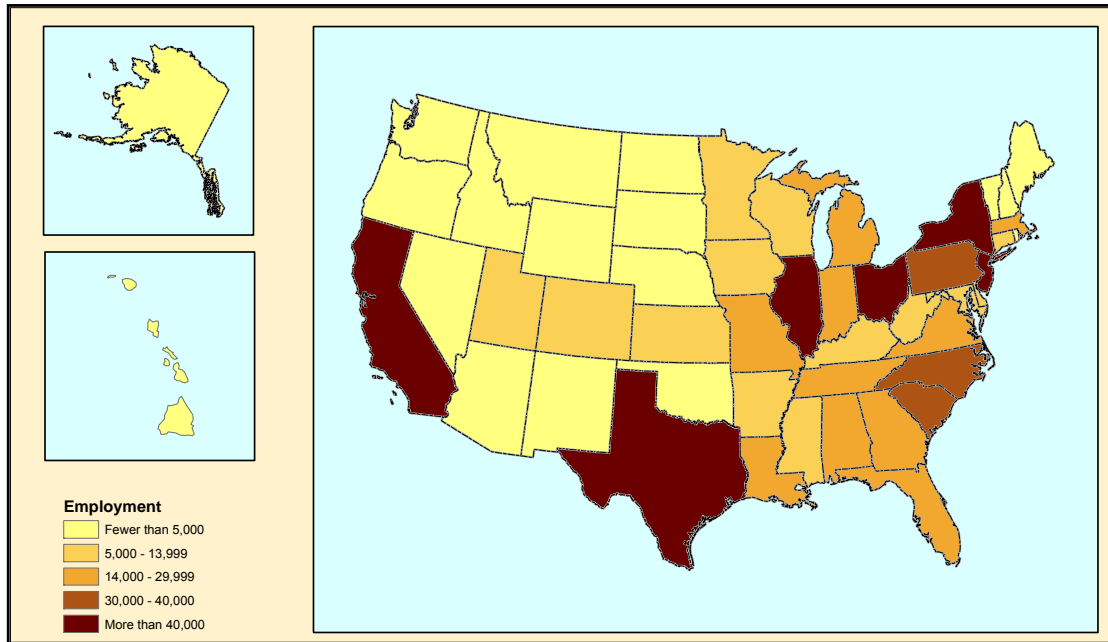 Employment
Fewer than 5,000
5,000 - 13,999
14,000 - 29,999
30,000 - 40,000
More than 40,000